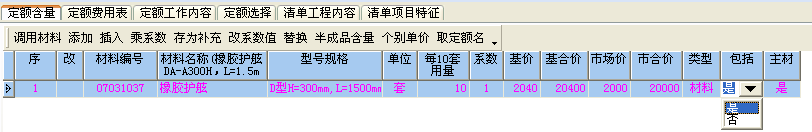 定额含量 定额费用表 定额工作内容 定额选择 清单工程内容 清单项目特征
调用材料 添加 插入 乘系数 存为补充 改系数值 替换 半成品含量 个别单价 取定额名
序 改 材料编号 材料名称(橡胶护舷 DA-A300H,L=1.5m 型号规格 单位 每10套用量 系数 基价 基合价 市场价 市合价 类型 包括 主材
1 07031037 橡胶护舷 D型H=300mm,L=1500mm 套 10 1 2040 20400 2000 20000 材料 是 是
是
否